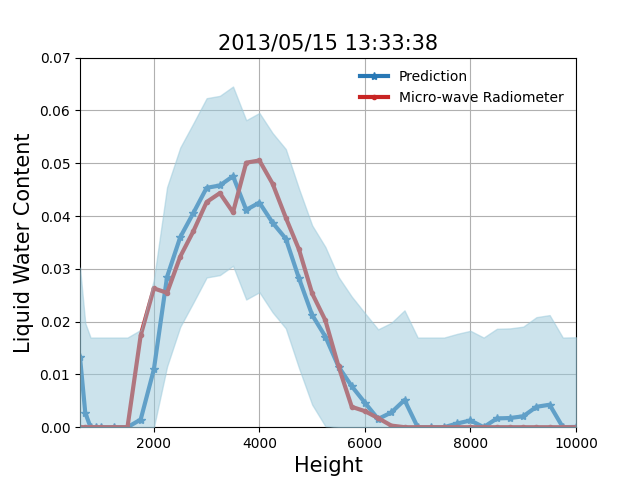 2013/05/15 13:33:38
0.07
0.06
0.05
0.04
0.03
0.02
0.01
0.00
Liquid Water Content
Prediction
Micro-wave Radiometer
2000 4000 6000 8000 10000
Height